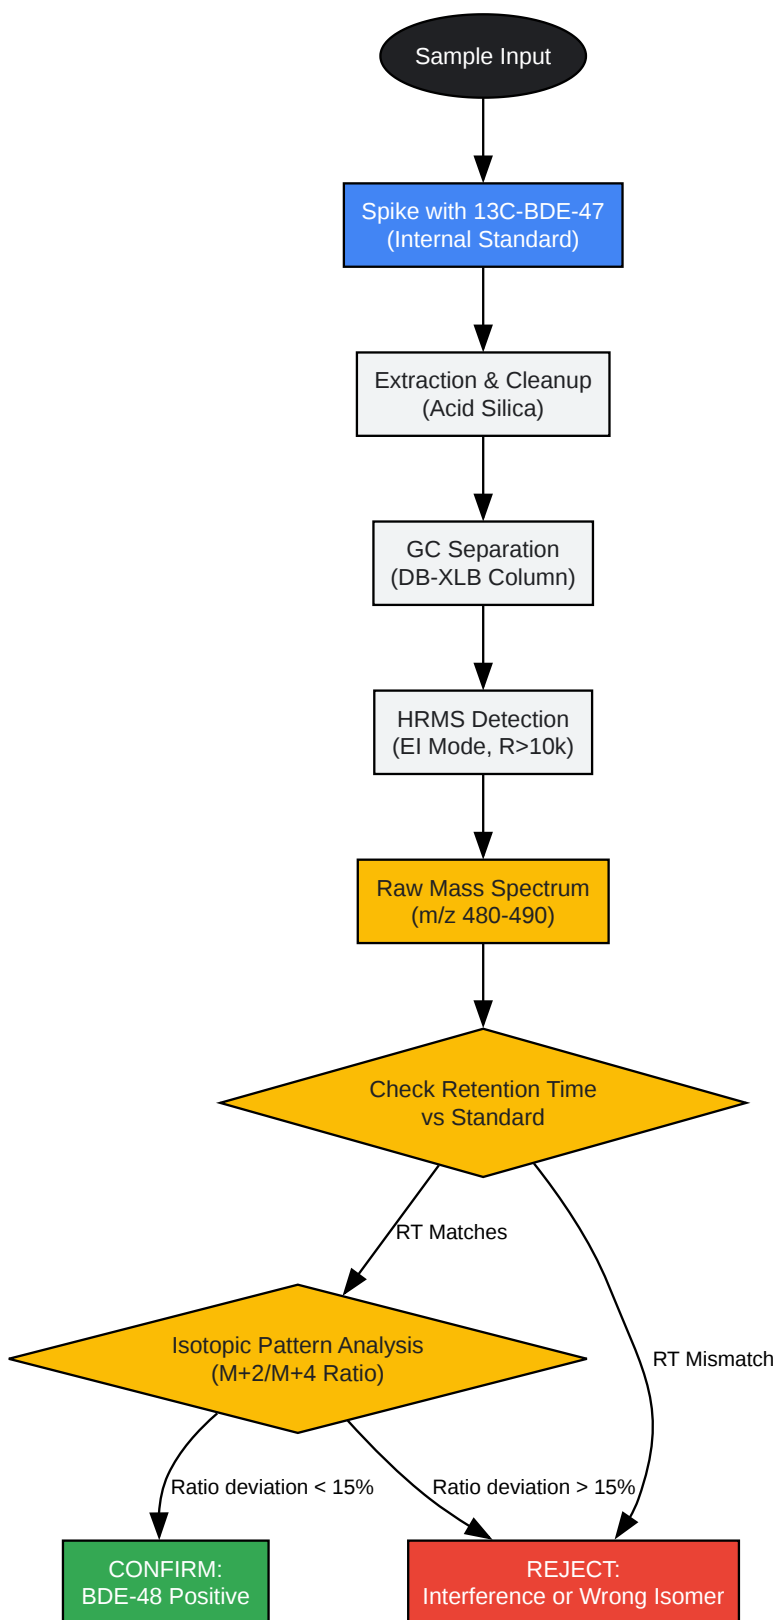 Sample Input
Spike with 13C-BDE-47
(Internal Standard)
Extraction & Cleanup
(Acid Silica)
GC Separation
(DB-XLB Column)
HRMS Detection
(EI Mode, R>10k)
Raw Mass Spectrum
(m/z 480-490)
Check Retention Time
vs Standard
RT Matches
Isotopic Pattern Analysis
(M+2/M+4 Ratio)
RT Mismatch
Ratio deviation < 15%
Ratio deviation > 15%
CONFIRM:
BDE-48 Positive
REJECT:
Interference or Wrong Isomer